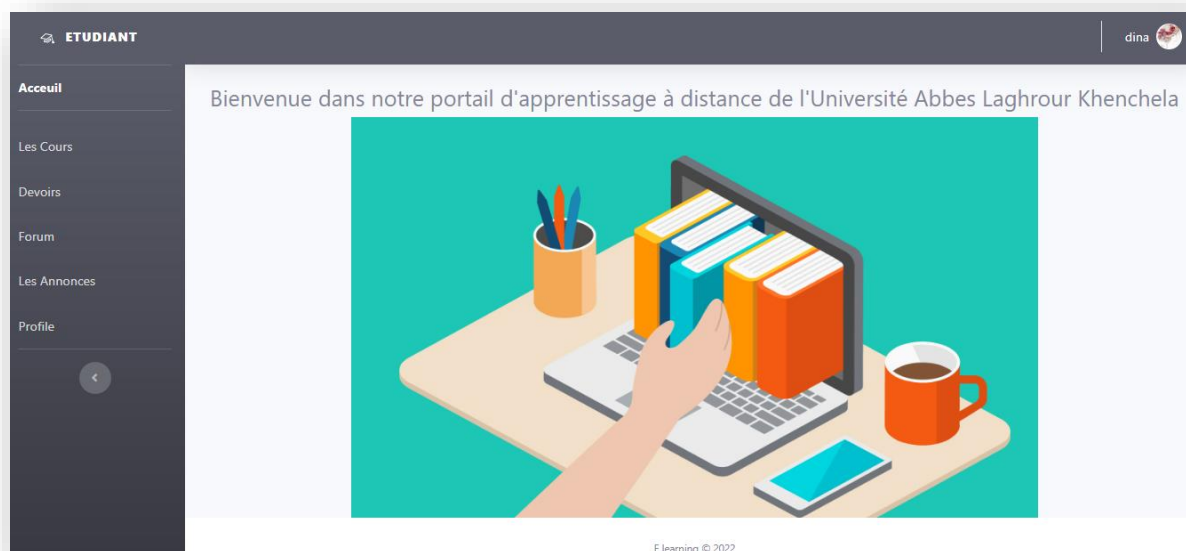 ETUDIANT
dina
Acceuil
Bienvenue dans notre portail d'apprentissage à distance de l'Université Abbes Laghrour Khenchela
Les Cours
Devoirs
Forum
Les Annonces
Profile
E learning © 2022